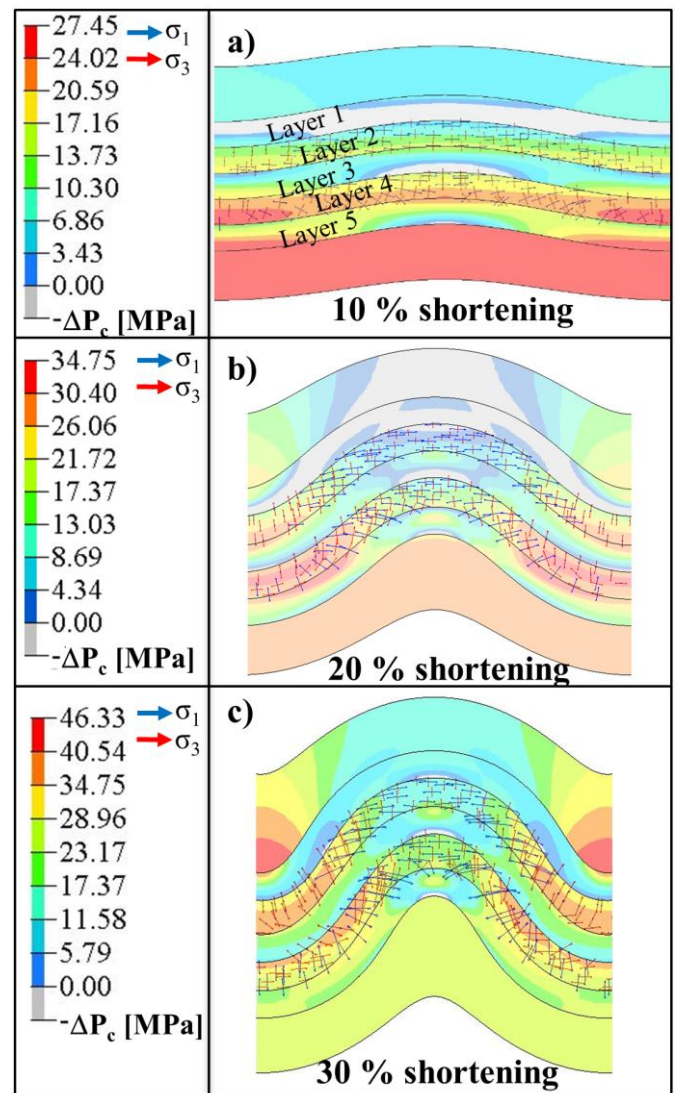 27.45
24.02
20.59
17.16
13.73
10.30
6.86
3.43
0.00
-ΔPc [MPa]
σ1
σ3
a)
Layer 1
Layer 2
Layer 3
Layer 4
Layer 5
10 % shortening
34.75
30.40
26.06
21.72
17.37
13.03
8.69
4.34
0.00
-ΔPc [MPa]
σ1
σ3
b)
20 % shortening
46.33
40.54
34.75
28.96
23.17
17.37
11.58
5.79
0.00
-ΔPc [MPa]
σ1
σ3
c)
30 % shortening